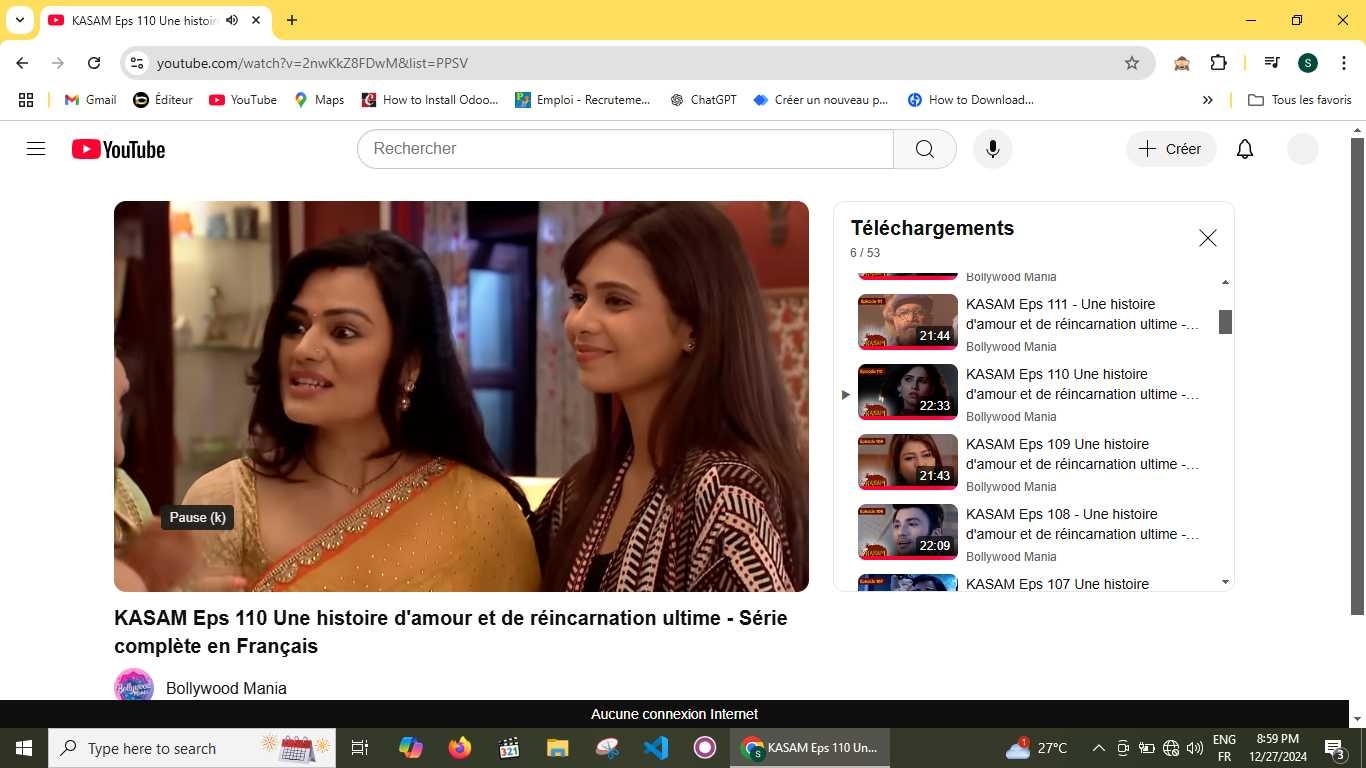 KASAM Eps 110 Une histoir
youtube.com/watch?v=2nwKkZ8FDwM&list=PPSV
Gmail
Éditeur
YouTube
Maps
How to Install Odoo...
Emploi - Recruteme...
ChatGPT
Créer un nouveau p...
How to Download...
Tous les favoris
YouTube
Rechercher
Créer
Pause (k)
Téléchargements
6 / 53
Bollywood Mania
KASAM Eps 111 - Une histoire
d'amour et de réincarnation ultime -...
21:44
Bollywood Mania
KASAM Eps 110 Une histoire
d'amour et de réincarnation ultime -...
22:33
Bollywood Mania
KASAM Eps 109 Une histoire
d'amour et de réincarnation ultime -...
21:43
Bollywood Mania
KASAM Eps 108 - Une histoire
d'amour et de réincarnation ultime -...
22:09
Bollywood Mania
KASAM Eps 107 Une histoire
KASAM Eps 110 Une histoire d'amour et de réincarnation ultime - Série
complète en Français
Bollywood Mania
Aucune connexion Internet
Type here to search
KASAM Eps 110 Un...
27°C
ENG
FR
8:59 PM
12/27/2024
3